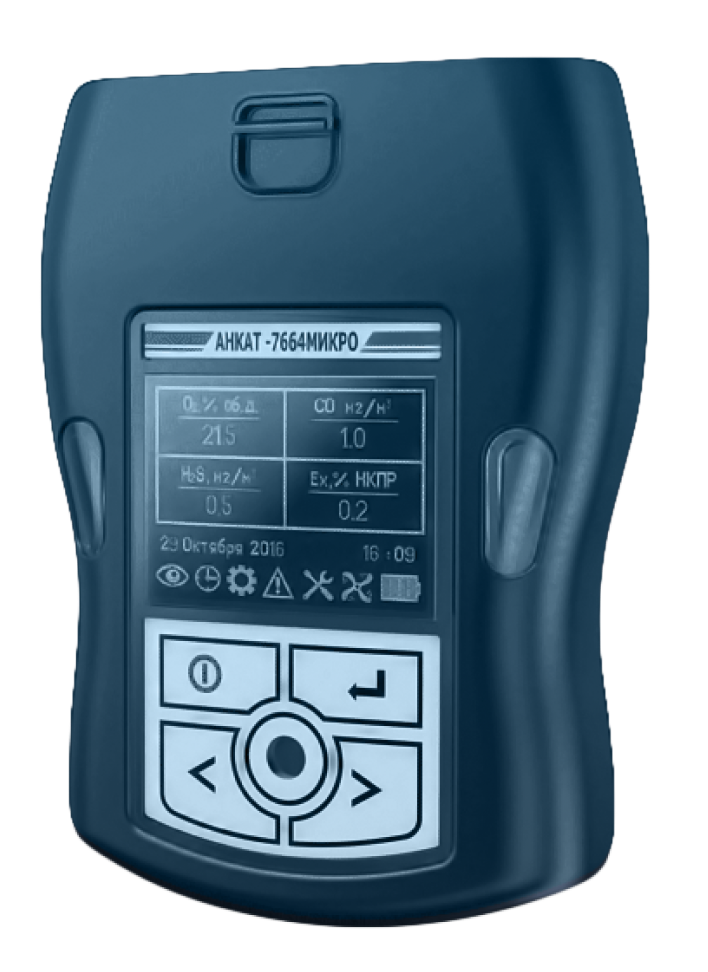 АНКАТ -7664МИКРО
O₂,% об.д. CO мг/м³
21.5 1.0
H₂S, мг/м³ Ex,% НКПР
0.5 0.2
29 Октября 2016 16 : 09